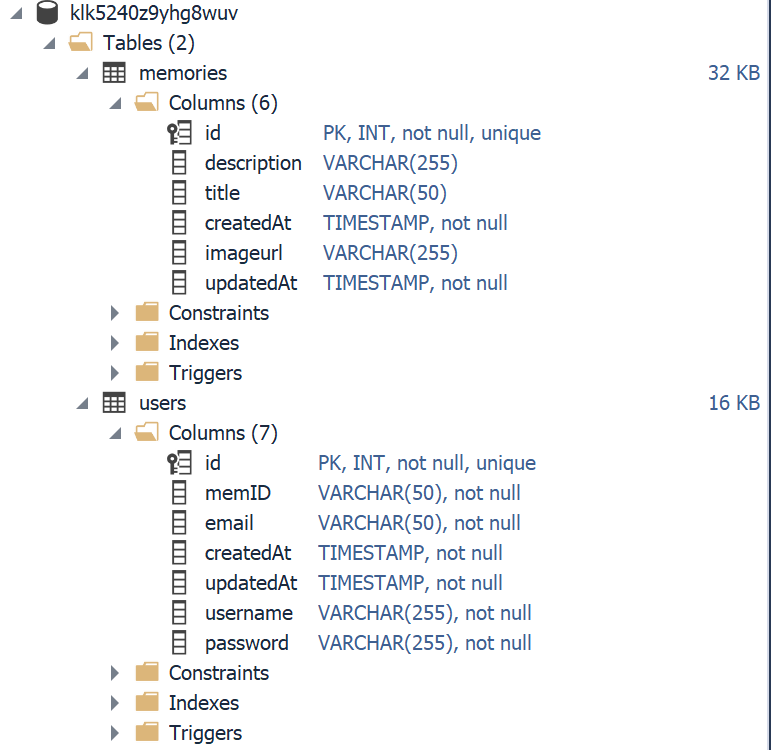 klk5240z9yhg8wuv
Tables (2)
memories 32 KB
Columns (6)
id PK, INT, not null, unique
description VARCHAR(255)
title VARCHAR(50)
createdAt TIMESTAMP, not null
imageurl VARCHAR(255)
updatedAt TIMESTAMP, not null
Constraints
Indexes
Triggers
users 16 KB
Columns (7)
id PK, INT, not null, unique
memID VARCHAR(50), not null
email VARCHAR(50), not null
createdAt TIMESTAMP, not null
updatedAt TIMESTAMP, not null
username VARCHAR(255), not null
password VARCHAR(255), not null
Constraints
Indexes
Triggers